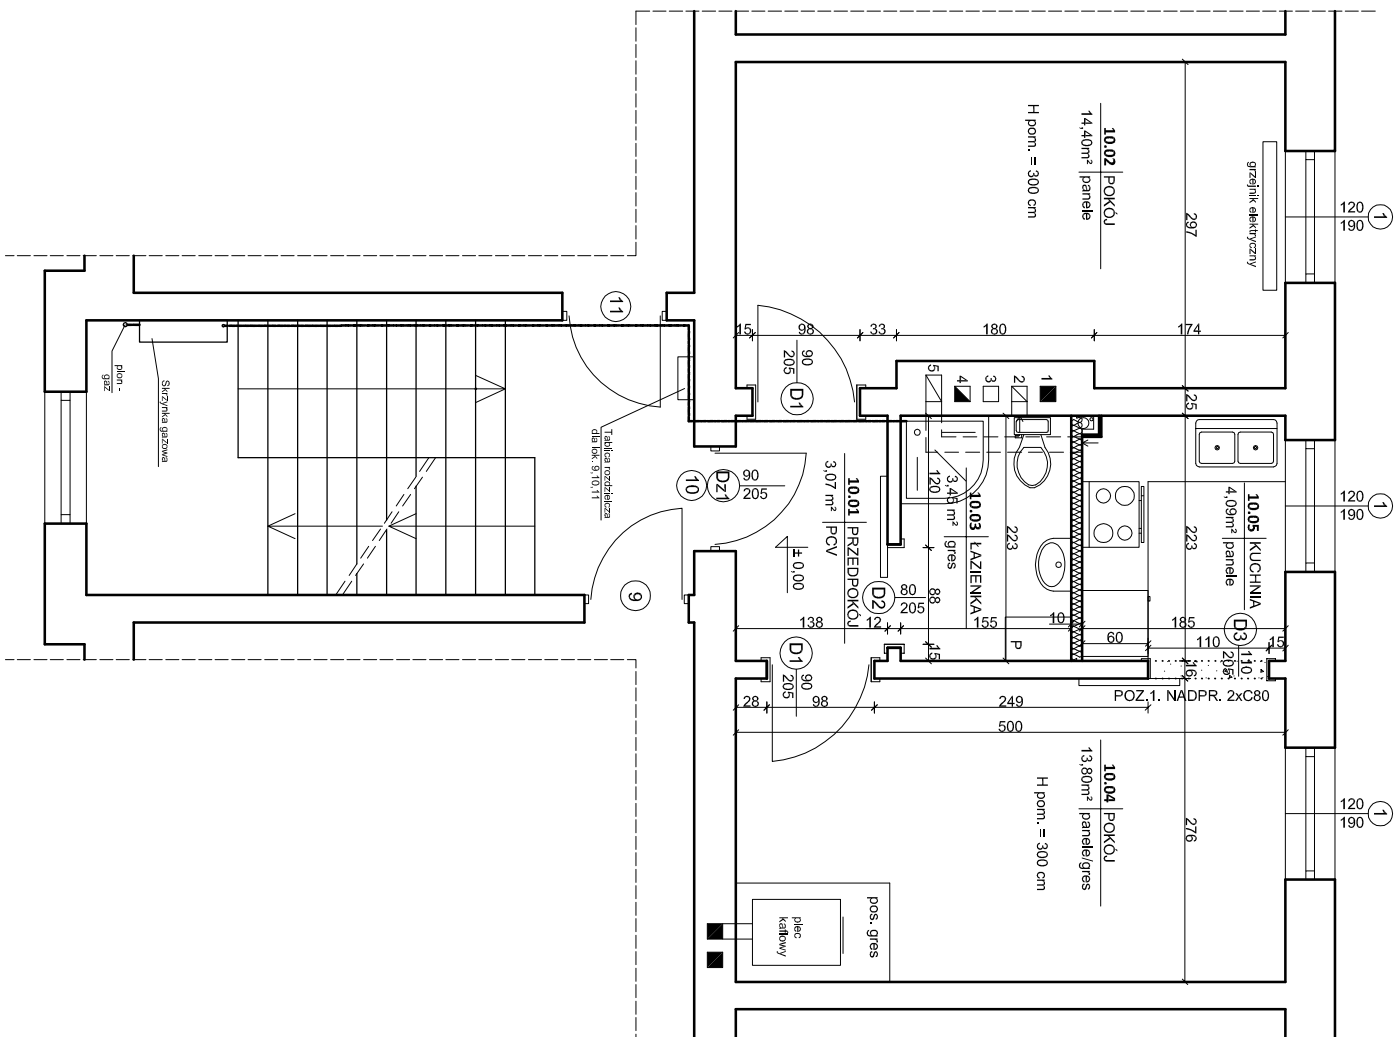 120
190
1
10.02 POKÓJ
14,40m² panele
H pom. = 300 cm
grzejnik elektryczny
297
15
98
33
180
174
90
205
D1
5
4
3
2
1
25
11
pion -
gaz
Skrzynka gazowa
Tablica rozdzielcza
dla lok. 9,10,11
10
Dz1
90
205
10.01 PRZEDPOKÓJ
3,07 m² PCV
± 0,00
120
10.03 ŁAZIENKA
3,45 m² gres
223
10.05 KUCHNIA
4,09m² panele
223
120
190
1
9
D2
80
205
88
138
12
155
10
185
60
110
15
D3
110
205
15
P
16
D1
90
205
POZ.1. NADPR. 2xC80
28
98
249
500
10.04 POKÓJ
13,80m² panele/gres
H pom. = 300 cm
276
120
190
1
pos. gres
piec
kaflowy